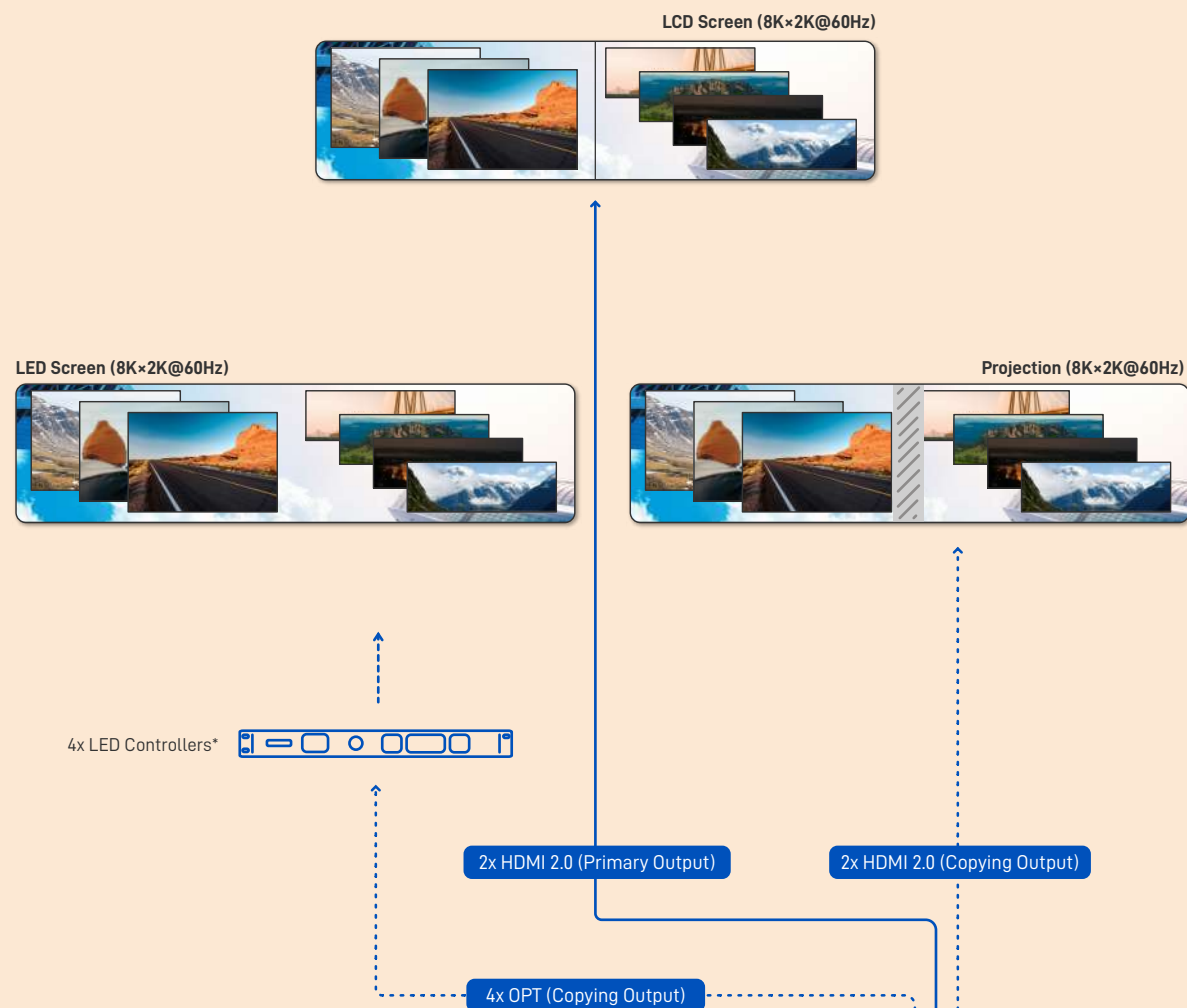 LCD Screen (8K×2K@60Hz)
LED Screen (8K×2K@60Hz)
Projection (8K×2K@60Hz)
4x LED Controllers*
2x HDMI 2.0 (Primary Output)
2x HDMI 2.0 (Copying Output)
4x OPT (Copying Output)